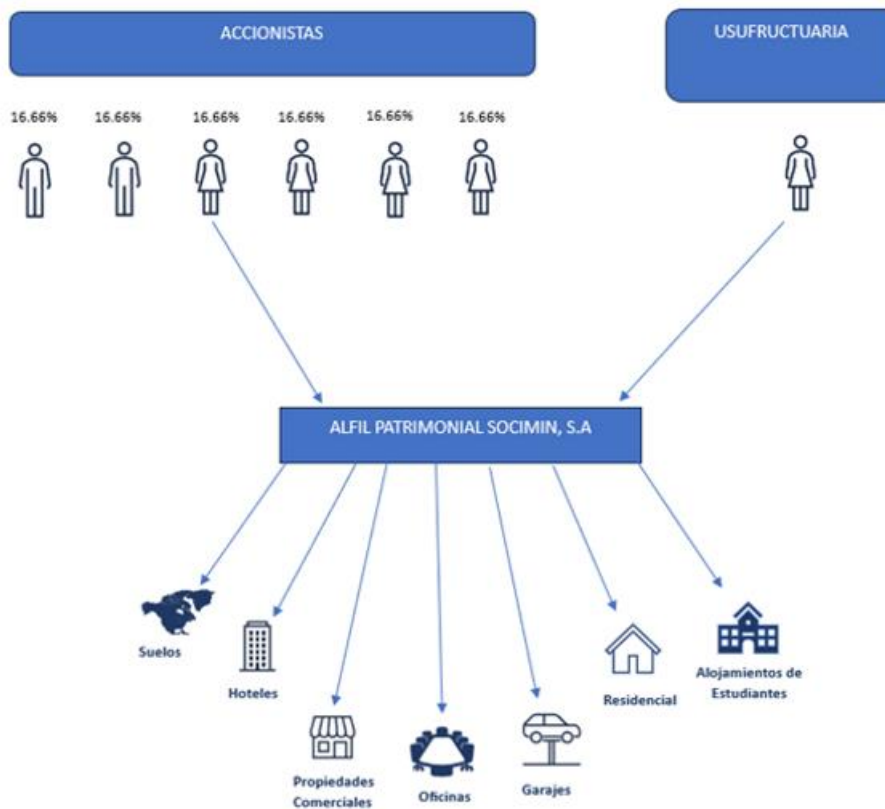 ACCIONISTAS
USUFRUCTUARIA
16.66% 16.66% 16.66% 16.66% 16.66% 16.66%
ALFIL PATRIMONIAL SOCIMIN, S.A
Suelos
Hoteles
Propiedades
Comerciales
Oficinas
Garajes
Residencial
Alojamientos de
Estudiantes